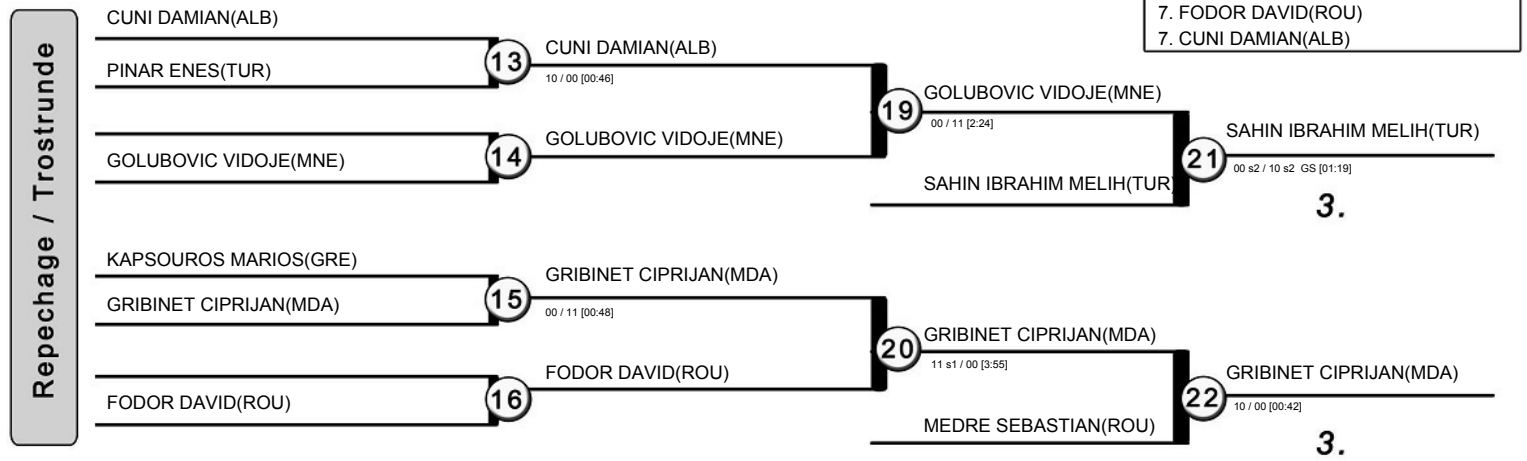 Repechage / Trostrunde
7. FODOR DAVID(ROU)
7. CUNI DAMIAN(ALB)
CUNI DAMIAN(ALB)
PINAR ENES(TUR)
13
CUNI DAMIAN(ALB)
10 / 00 [00:46]
GOLUBOVIC VIDOJE(MNE)
14
GOLUBOVIC VIDOJE(MNE)
19
GOLUBOVIC VIDOJE(MNE)
00 / 11 [2:24]
SAHIN IBRAHIM MELIH(TUR)
21
SAHIN IBRAHIM MELIH(TUR)
00 s2 / 10 s2 GS [01:19]
3.
KAPSOUROS MARIOS(GRE)
GRIBINET CIPRIJAN(MDA)
15
GRIBINET CIPRIJAN(MDA)
00 / 11 [00:48]
FODOR DAVID(ROU)
16
FODOR DAVID(ROU)
20
GRIBINET CIPRIJAN(MDA)
11 s1 / 00 [3:55]
MEDRE SEBASTIAN(ROU)
22
GRIBINET CIPRIJAN(MDA)
10 / 00 [00:42]
3.